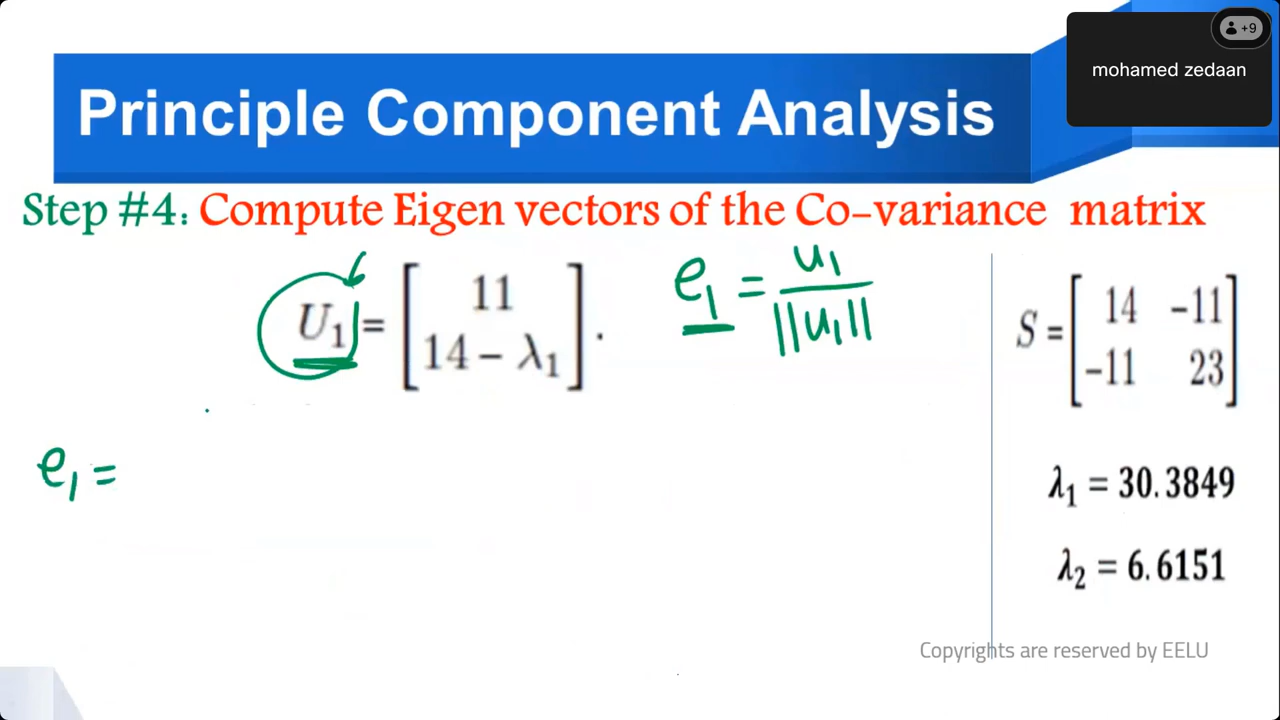 +9
mohamed zedaan
Principle Component Analysis
Step #4: Compute Eigen vectors of the Co-variance matrix
U₁ = [ 11
14 − λ₁ ] .
e₁ = u₁ / ||u₁||
S = [ 14 −11
−11 23 ]
e₁ =
λ₁ = 30.3849
λ₂ = 6.6151
Copyrights are reserved by EELU